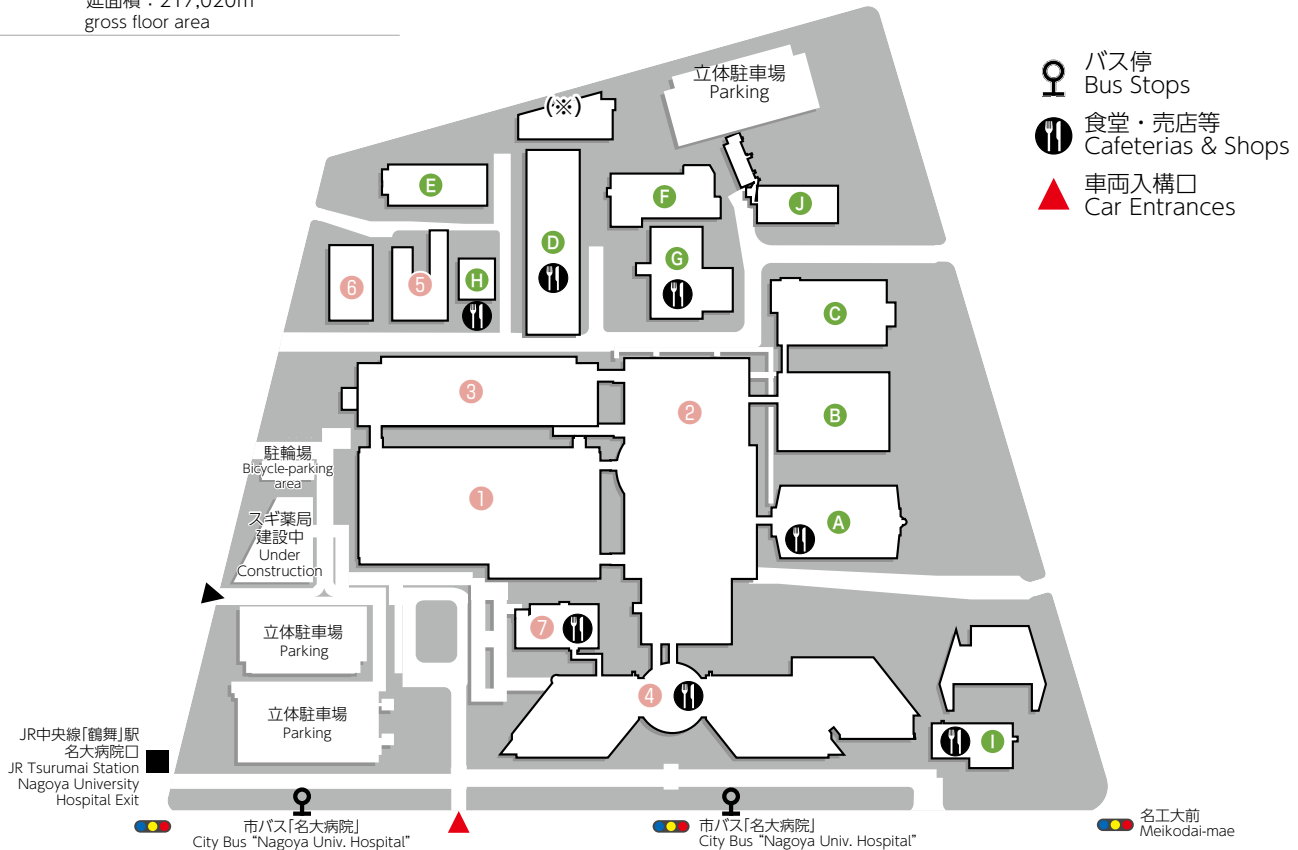 延面積：217,020m²
gross floor area
バス停
Bus Stops
食堂・売店等
Cafeterias & Shops
車両入構口
Car Entrances
立体駐車場
Parking
(※)
E
F
J
D
G
H
6
5
C
3
2
B
駐輪場
Bicycle-parking
area
1
A
スギ薬局
建設中
Under
Construction
立体駐車場
Parking
7
4
立体駐車場
Parking
I
JR中央線「鶴舞」駅
名大病院口
JR Tsurumai Station
Nagoya University
Hospital Exit
市バス「名大病院」
City Bus “Nagoya Univ. Hospital”
市バス「名大病院」
City Bus “Nagoya Univ. Hospital”
名工大前
Meikodai-mae